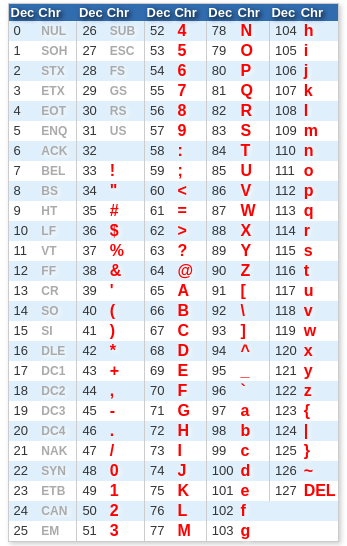 Dec Chr Dec Chr Dec Chr Dec Chr Dec Chr
0 NUL 26 SUB 52 4 78 N 104 h
1 SOH 27 ESC 53 5 79 O 105 i
2 STX 28 FS 54 6 80 P 106 j
3 ETX 29 GS 55 7 81 Q 107 k
4 EOT 30 RS 56 8 82 R 108 l
5 ENQ 31 US 57 9 83 S 109 m
6 ACK 32 58 : 84 T 110 n
7 BEL 33 ! 59 ; 85 U 111 o
8 BS 34 " 60 < 86 V 112 p
9 HT 35 # 61 = 87 W 113 q
10 LF 36 $ 62 > 88 X 114 r
11 VT 37 % 63 ? 89 Y 115 s
12 FF 38 & 64 @ 90 Z 116 t
13 CR 39 ' 65 A 91 [ 117 u
14 SO 40 ( 66 B 92 \ 118 v
15 SI 41 ) 67 C 93 ] 119 w
16 DLE 42 * 68 D 94 ^ 120 x
17 DC1 43 + 69 E 95 _ 121 y
18 DC2 44 , 70 F 96 ` 122 z
19 DC3 45 - 71 G 97 a 123 {
20 DC4 46 . 72 H 98 b 124 |
21 NAK 47 / 73 I 99 c 125 }
22 SYN 48 0 74 J 100 d 126 ~
23 ETB 49 1 75 K 101 e 127 DEL
24 CAN 50 2 76 L 102 f
25 EM 51 3 77 M 103 g